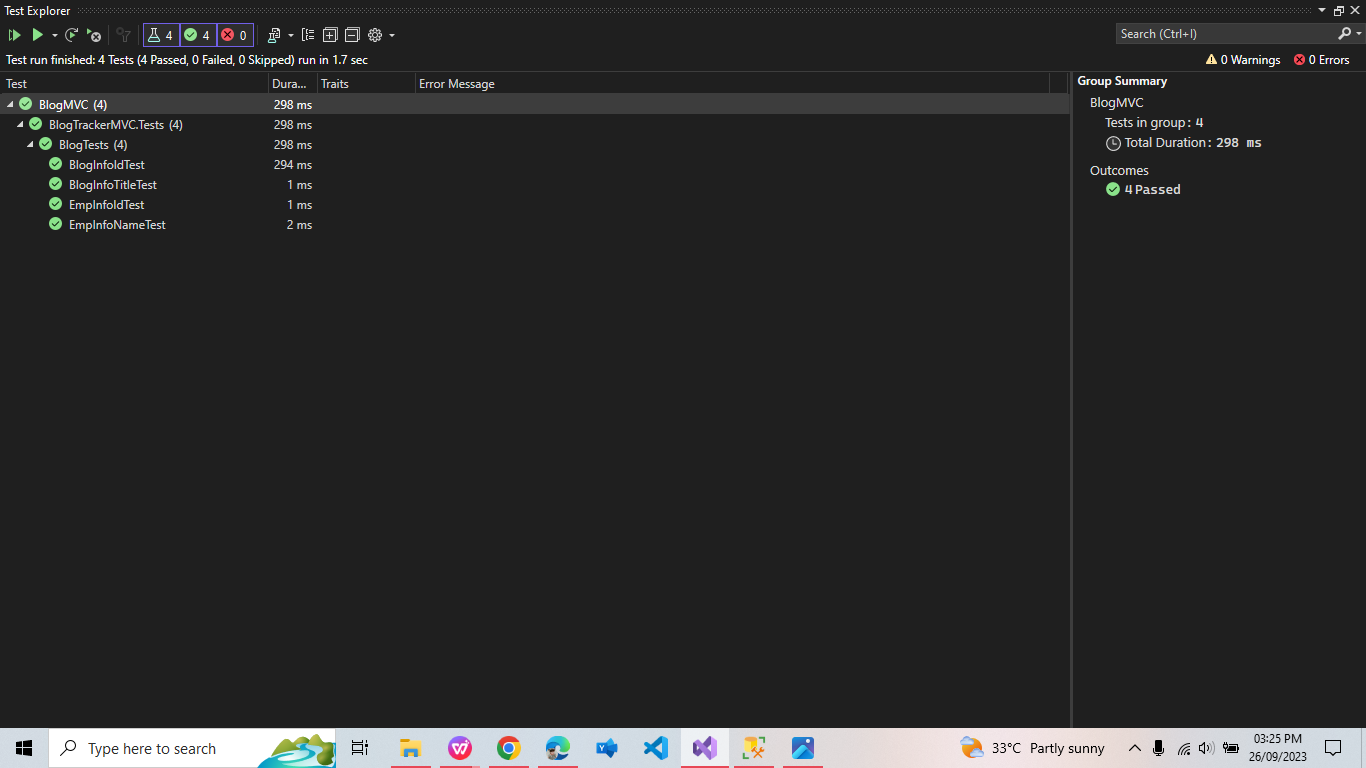 Test Explorer
4 4 0
Search (Ctrl+I)
Test run finished: 4 Tests (4 Passed, 0 Failed, 0 Skipped) run in 1.7 sec
0 Warnings 0 Errors
Test Dura... Traits Error Message
BlogMVC (4) 298 ms
BlogTrackerMVC.Tests (4) 298 ms
BlogTests (4) 298 ms
BlogInfoIdTest 294 ms
BlogInfoTitleTest 1 ms
EmpInfoIdTest 1 ms
EmpInfoNameTest 2 ms
Group Summary
BlogMVC
Tests in group: 4
Total Duration: 298 ms
Outcomes
4 Passed
Type here to search
33°C Partly sunny
03:25 PM
26/09/2023